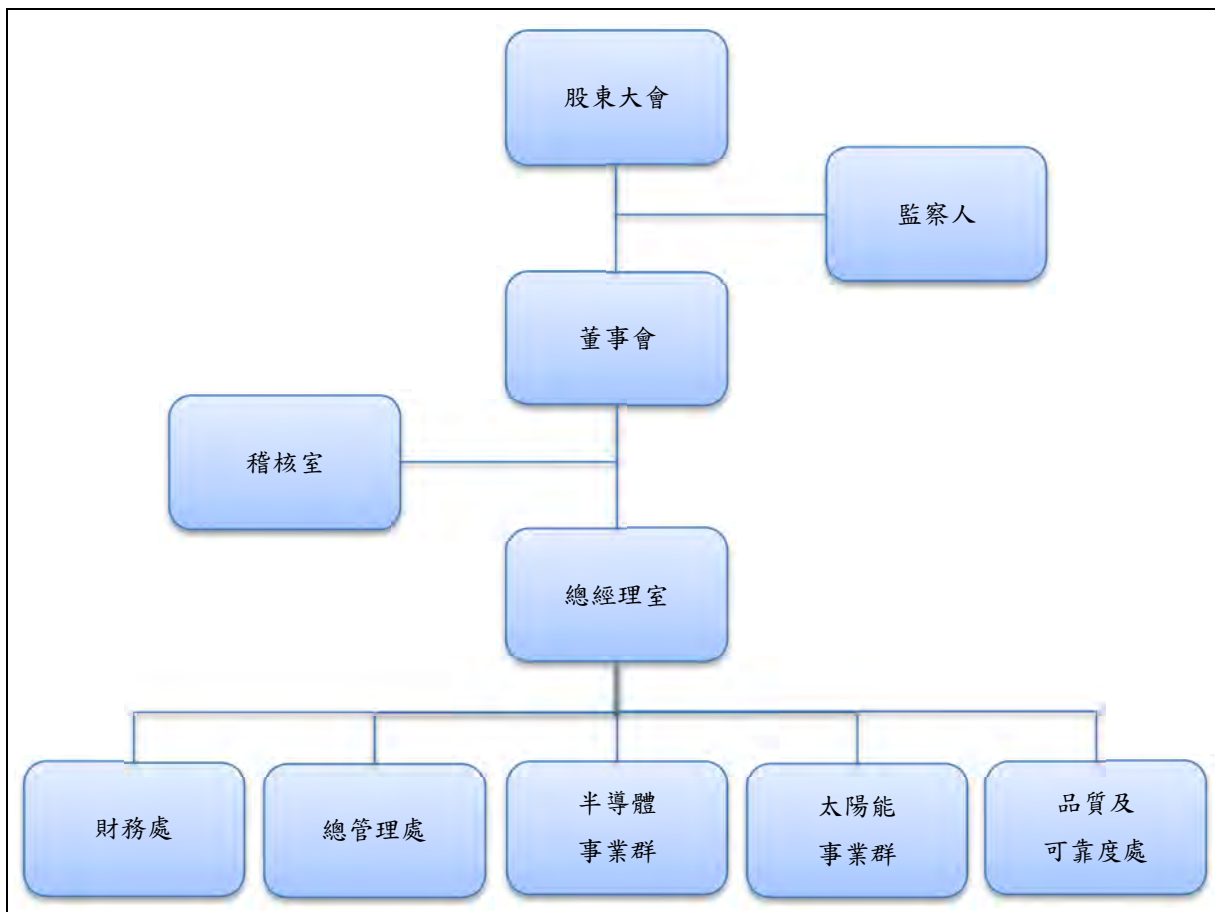 股東大會
監察人
董事會
稽核室
總經理室
財務處
總管理處
半導體
事業群
太陽能
事業群
品質及
可靠度處